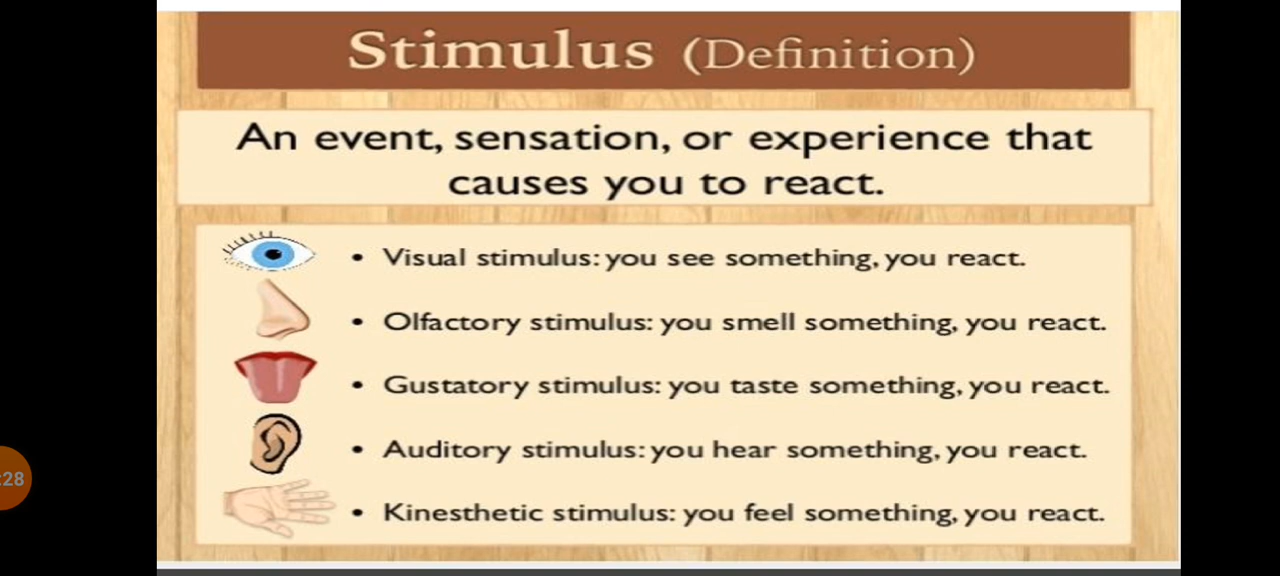 Stimulus (Definition)
An event, sensation, or experience that
causes you to react.
• Visual stimulus: you see something, you react.
• Olfactory stimulus: you smell something, you react.
• Gustatory stimulus: you taste something, you react.
• Auditory stimulus: you hear something, you react.
• Kinesthetic stimulus: you feel something, you react.
:28